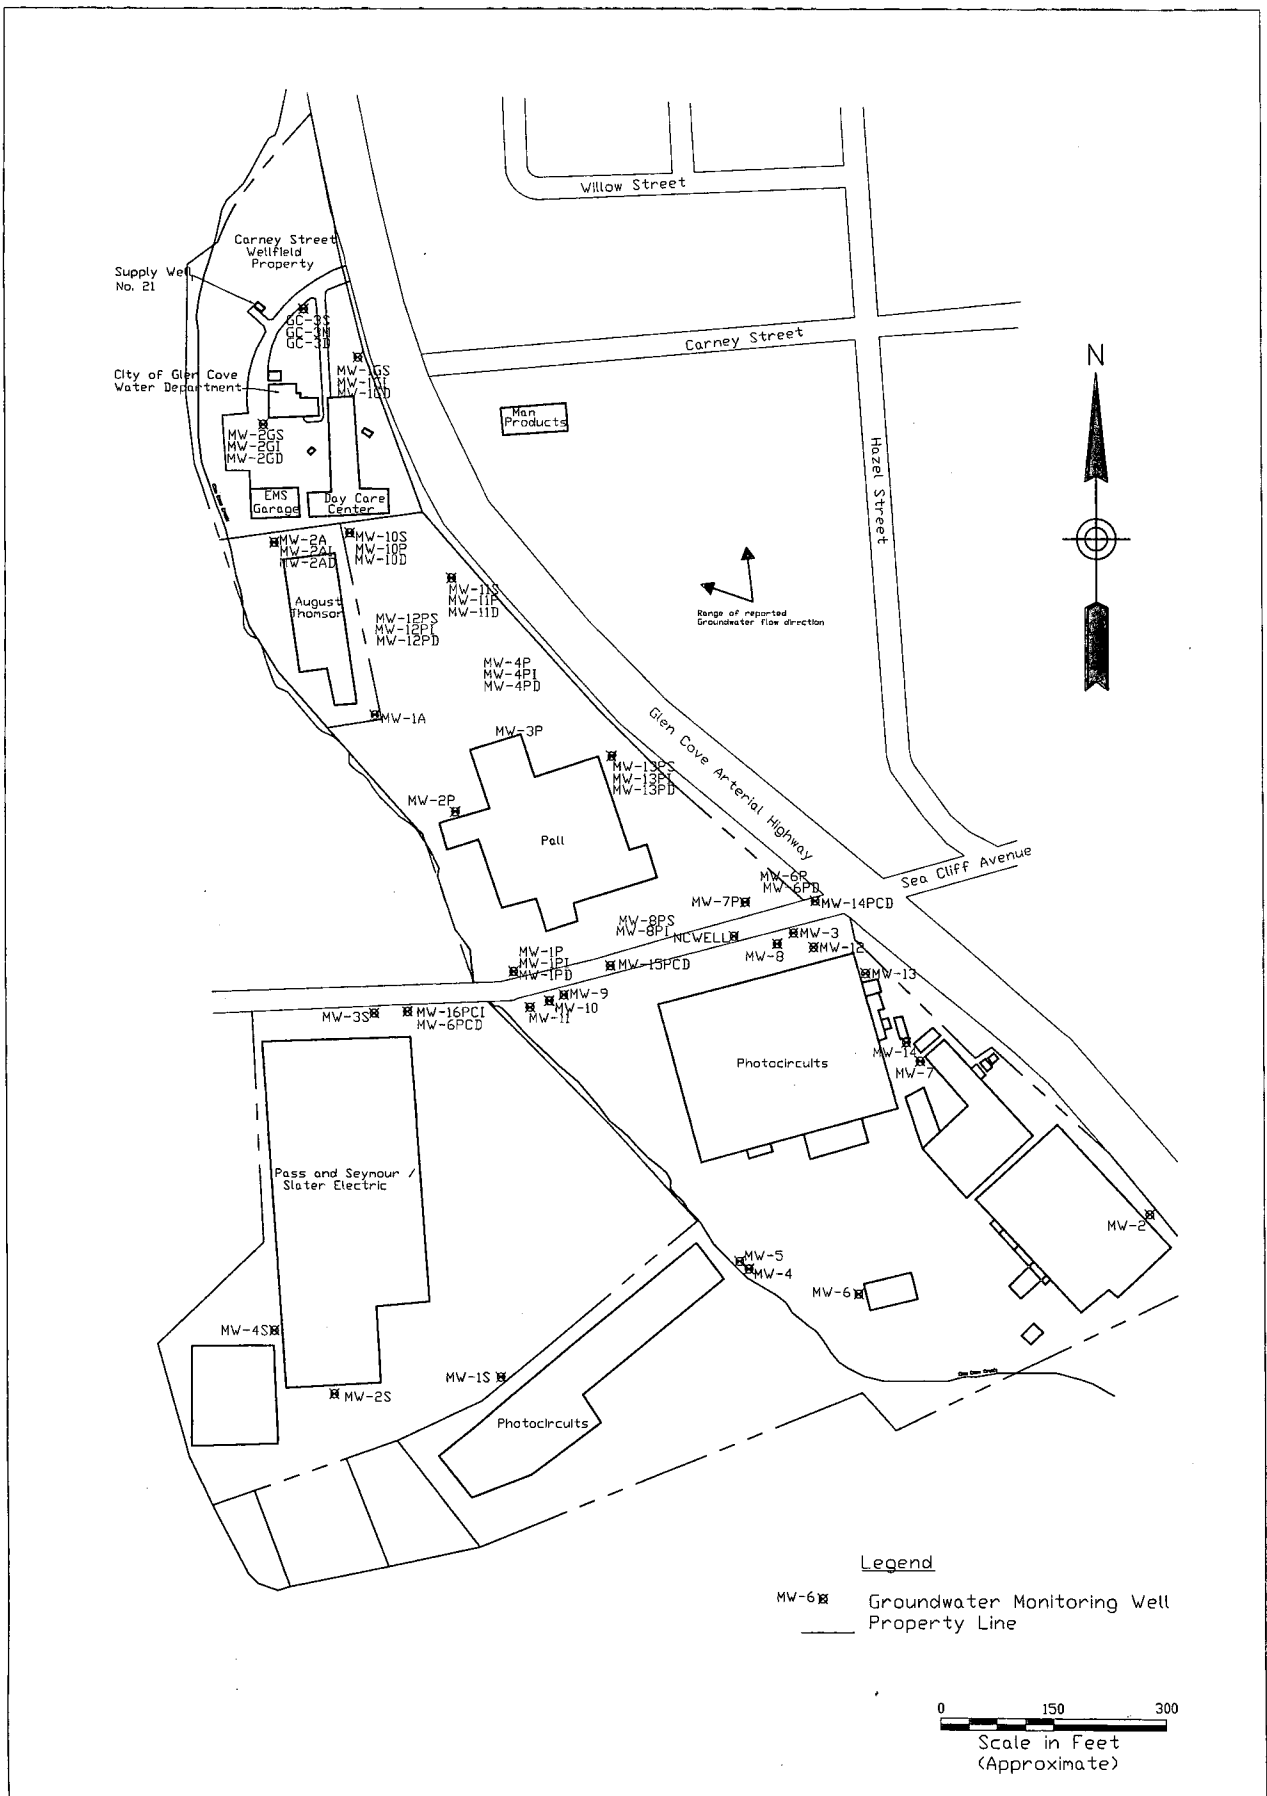 Willow Street
Carney Street
Wellfield
Property
Supply Well
No. 21
GC-3S
GC-3M
GC-3D
Carney Street
City of Glen Cove
Water Department
MW-1GS
MW-1GI
MW-1GD
Man
Products
MW-2GS
MW-2GI
MW-2GD
Hazel Street
N
EMS
Garage
Day Care
Center
MW-2A
MW-2AI
MW-2AD
MW-10S
MW-10P
MW-10D
MW-11S
MW-11P
MW-11D
August
Thomson
MW-12PS
MW-12PI
MW-12PD
Range of reported
Groundwater flow direction
MW-4P
MW-4PI
MW-4PD
MW-1A
MW-3P
Glen Cove Arterial Highway
MW-13PS
MW-13PI
MW-13PD
MW-2P
Pall
Sea Cliff Avenue
MW-6P
MW-6PD
MW-7P
MW-14PCD
MW-8PS
MW-8PI
NCWELL
MW-3
MW-12
MW-8
MW-1P
MW-1PI
MW-1PD
MW-15PCD
MW-13
MW-9
MW-10
MW-11
MW-3S
MW-16PCI
MW-6PCD
MW-14
MW-7
Photocircuits
Pass and Seymour /
Slater Electric
MW-2
MW-5
MW-4
MW-6
MW-4S
MW-1S
MW-2S
Photocircuits
Legend
MW-6 Groundwater Monitoring Well
Property Line
0 150 300
Scale in Feet
(Approximate)